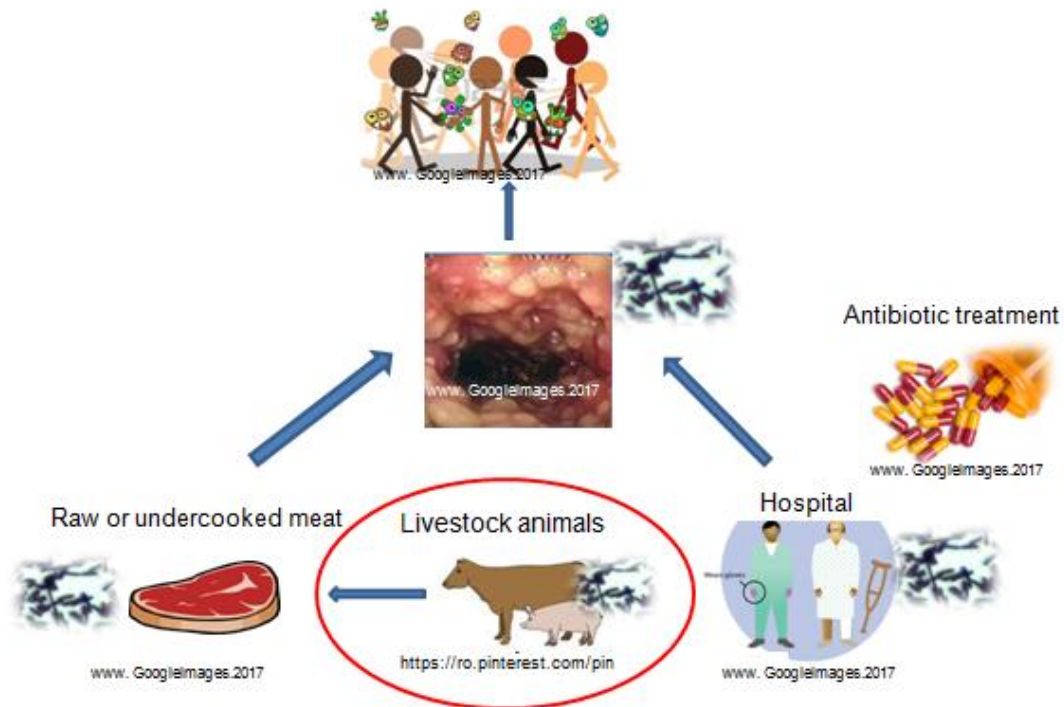 www. GoogleImages.2017
www. GoogleImages.2017
Antibiotic treatment
www. GoogleImages.2017
Raw or undercooked meat
Livestock animals
Hospital
https://ro.pinterest.com/pin
www. GoogleImages.2017
www. GoogleImages.2017